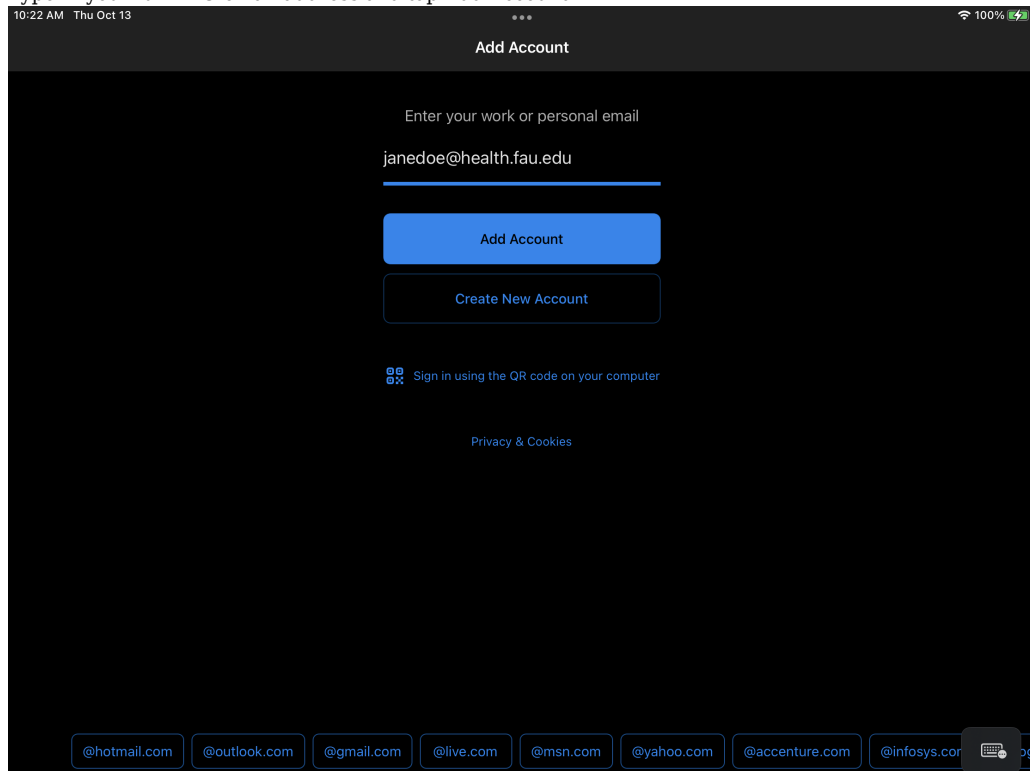 10:22 AM Thu Oct 13
100%
Add Account
Enter your work or personal email
janedoe@health.fau.edu
Add Account
Create New Account
Sign in using the QR code on your computer
Privacy & Cookies
@hotmail.com @outlook.com @gmail.com @live.com @msn.com @yahoo.com @accenture.com